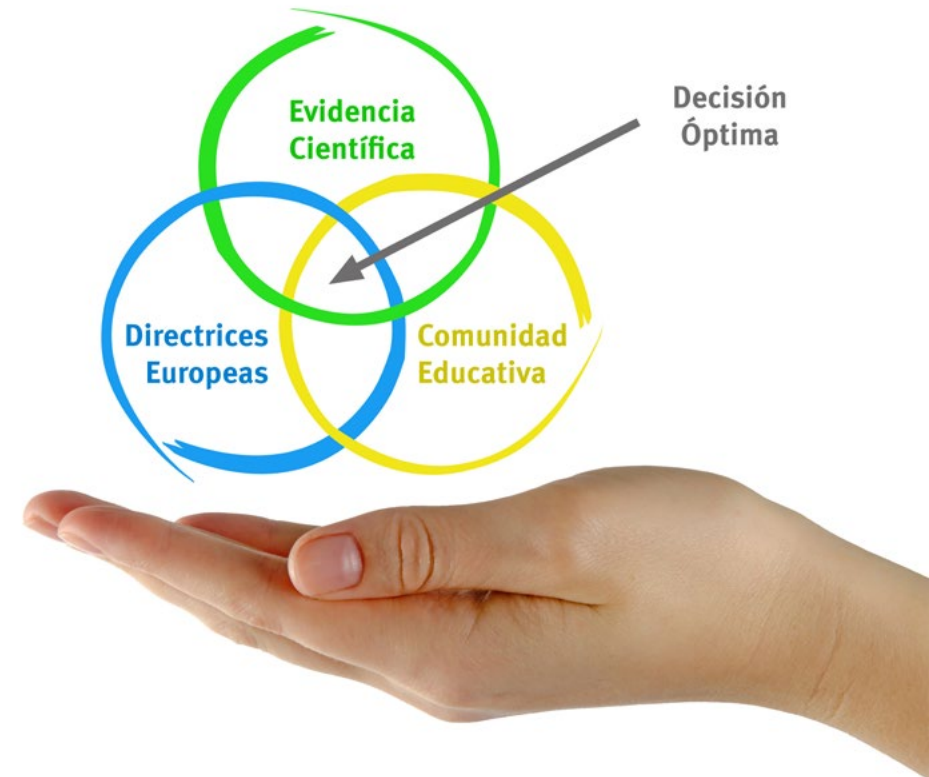 Evidencia
Científica
Decisión
Óptima
Directrices
Europeas
Comunidad
Educativa